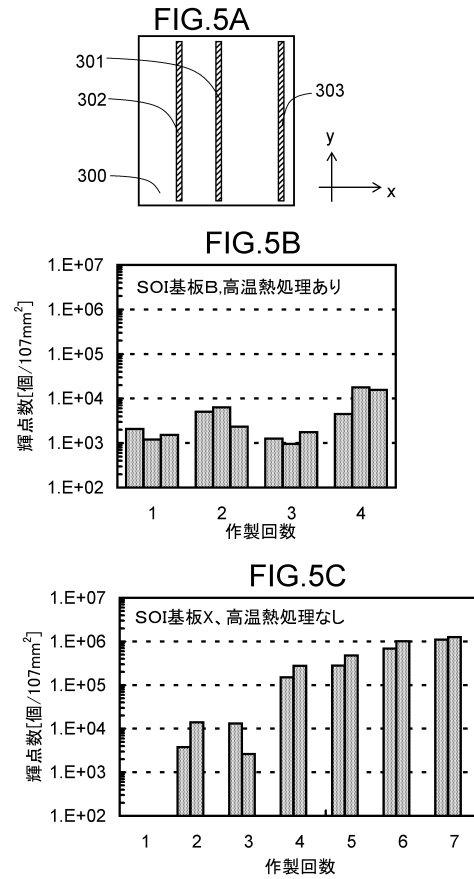 FIG.5A
301
302
303
300
y
x
FIG.5B
SOI基板B,高温熱処理あり
輝点数[個/107mm²]
1.E+07
1.E+06
1.E+05
1.E+04
1.E+03
1.E+02
1 2 3 4
作製回数
FIG.5C
SOI基板X、高温熱処理なし
輝点数[個/107mm²]
1.E+07
1.E+06
1.E+05
1.E+04
1.E+03
1.E+02
1 2 3 4 5 6 7
作製回数